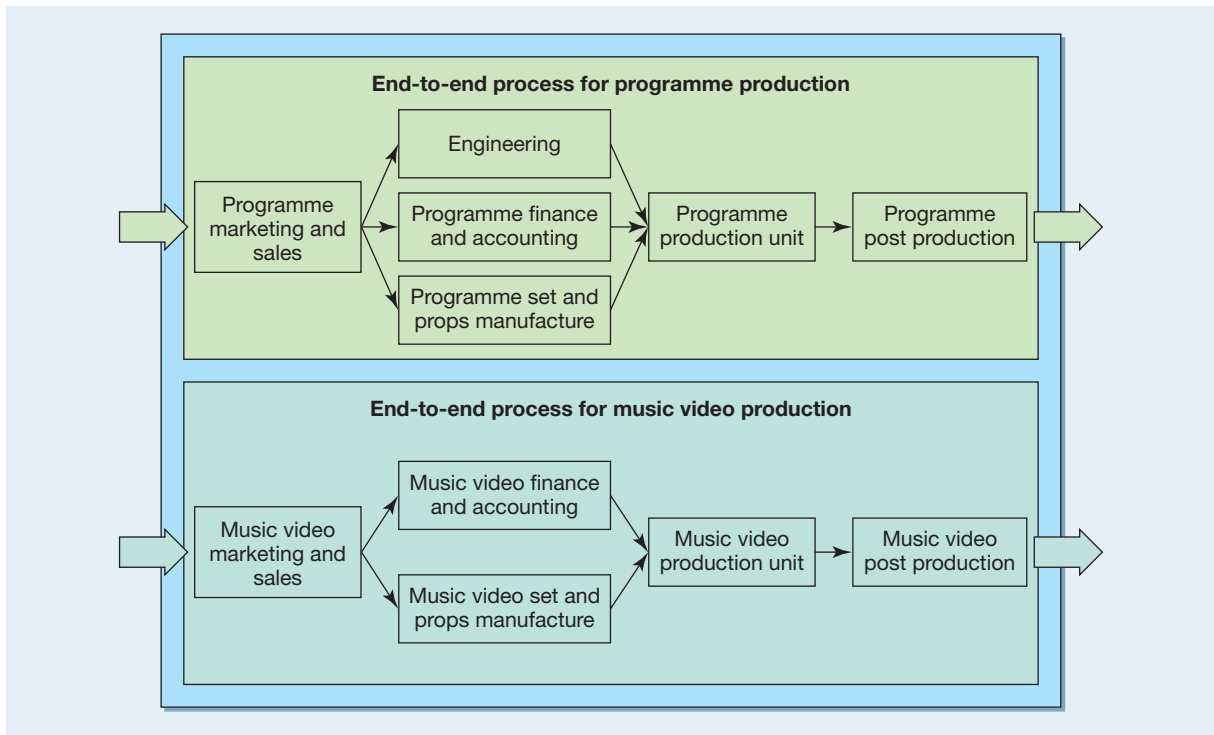 End-to-end process for programme production
Engineering
Programme
marketing and
sales
Programme finance
and accounting
Programme set and
props manufacture
Programme
production unit
Programme
post production
End-to-end process for music video production
Music video
marketing and
sales
Music video finance
and accounting
Music video set and
props manufacture
Music video
production unit
Music video
post production